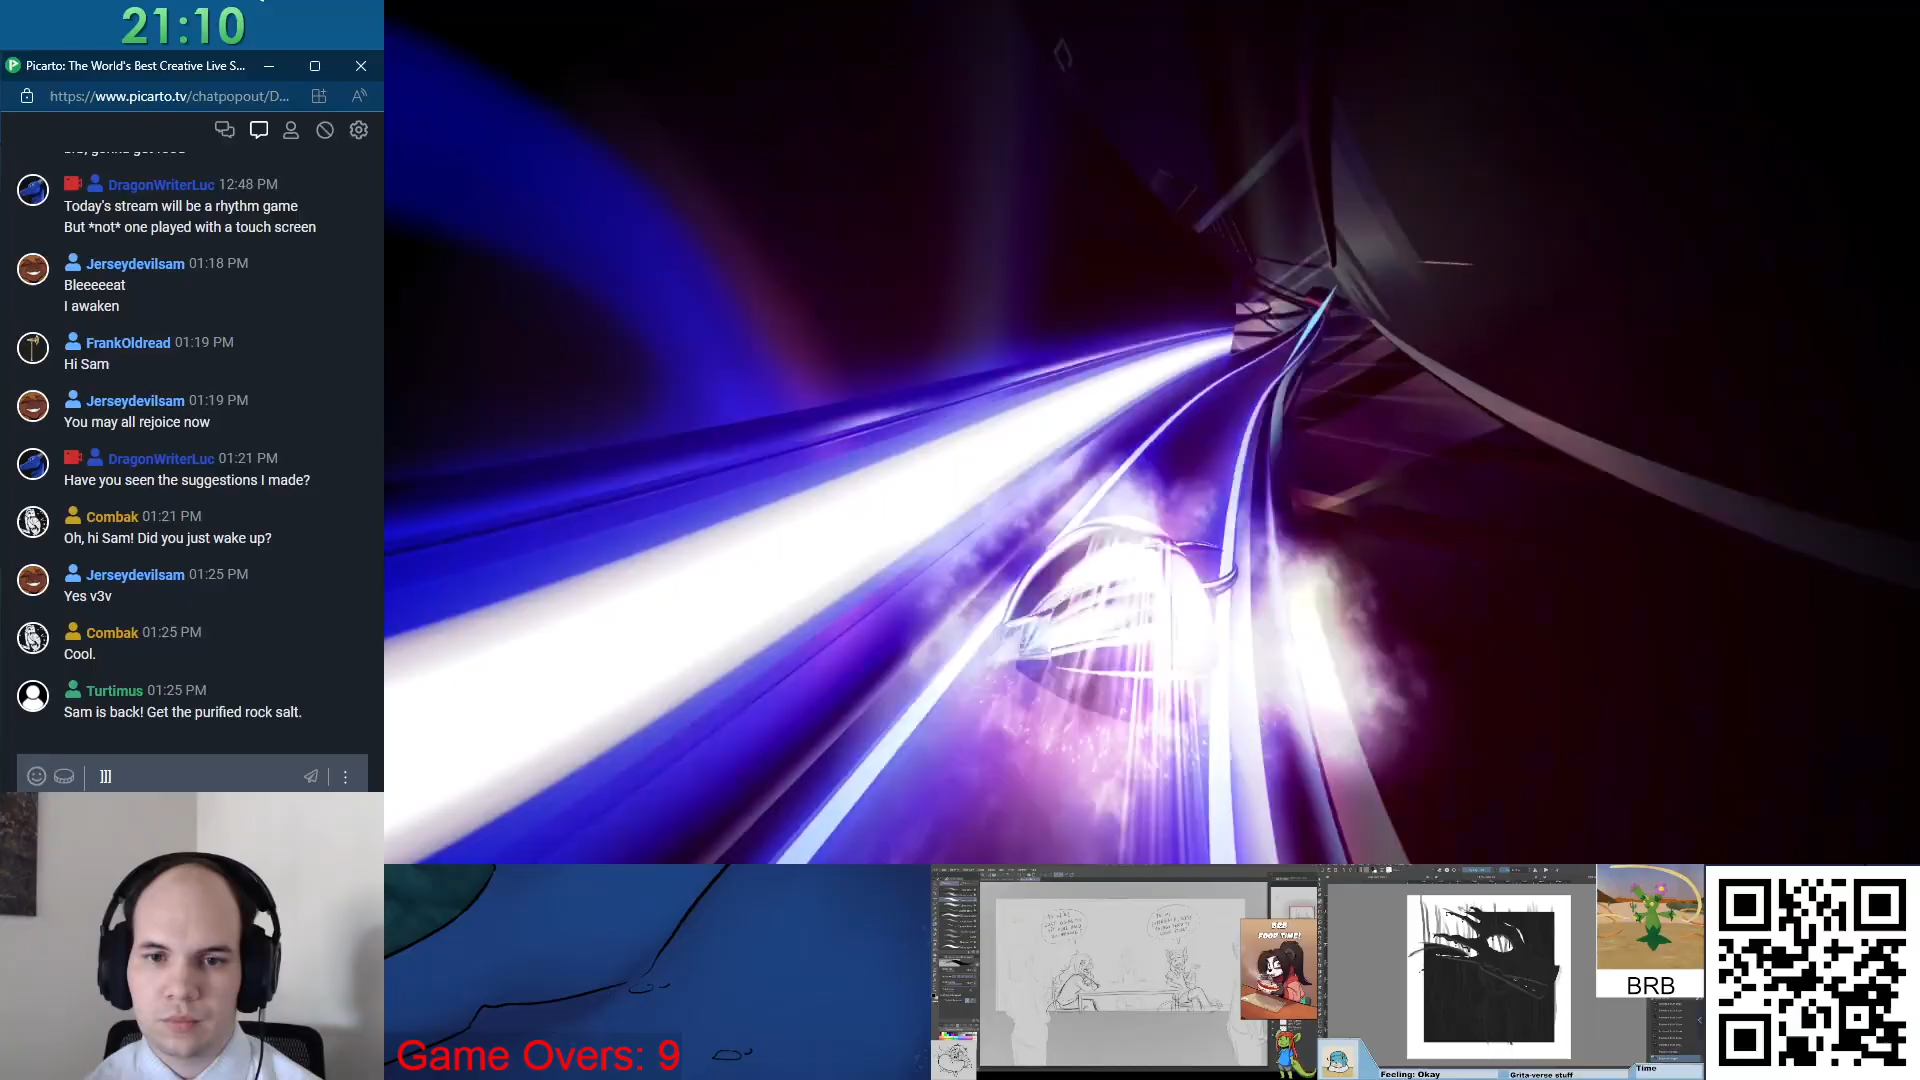 21:10
Picarto: The World's Best Creative Live S...
https://www.picarto.tv/chatpopout/D...
DragonWriterLuc 12:48 PM
Today's stream will be a rhythm game
But *not* one played with a touch screen
Jerseydevilsam 01:18 PM
Bleeeeeat
I awaken
FrankOldread 01:19 PM
Hi Sam
Jerseydevilsam 01:19 PM
You may all rejoice now
DragonWriterLuc 01:21 PM
Have you seen the suggestions I made?
Combak 01:21 PM
Oh, hi Sam! Did you just wake up?
Jerseydevilsam 01:25 PM
Yes v3v
Combak 01:25 PM
Cool.
Turtimus 01:25 PM
Sam is back! Get the purified rock salt.
]]]
Game Overs: 9
BRB
FOOD TIME!
BRB
Feeling: Okay
Grita-verse stuff
Time